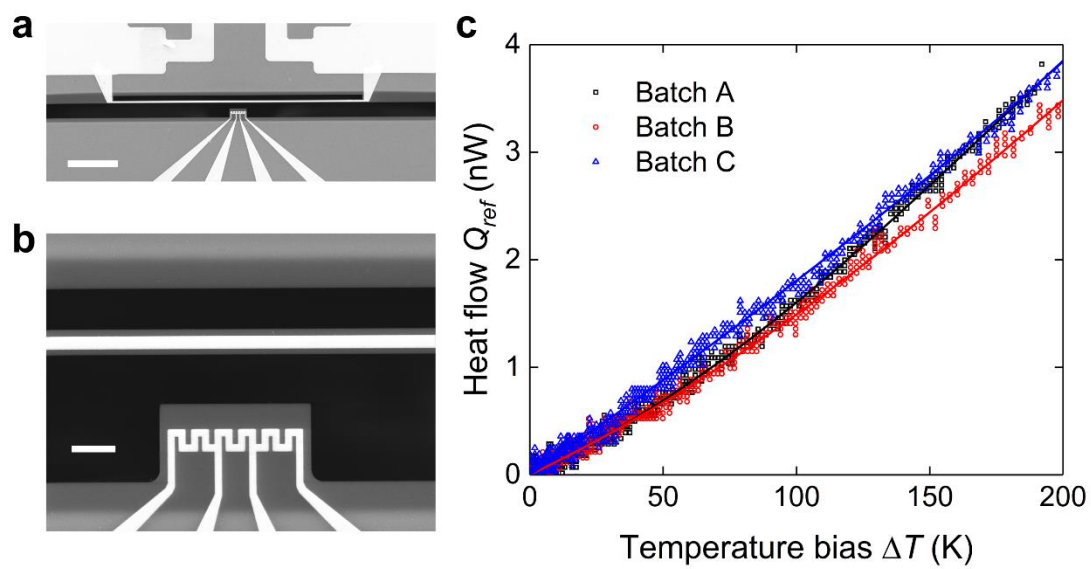 a
b
c
Heat flow Q_ref (nW)
4
3
2
1
0
Batch A
Batch B
Batch C
0
50
100
150
200
Temperature bias ΔT (K)